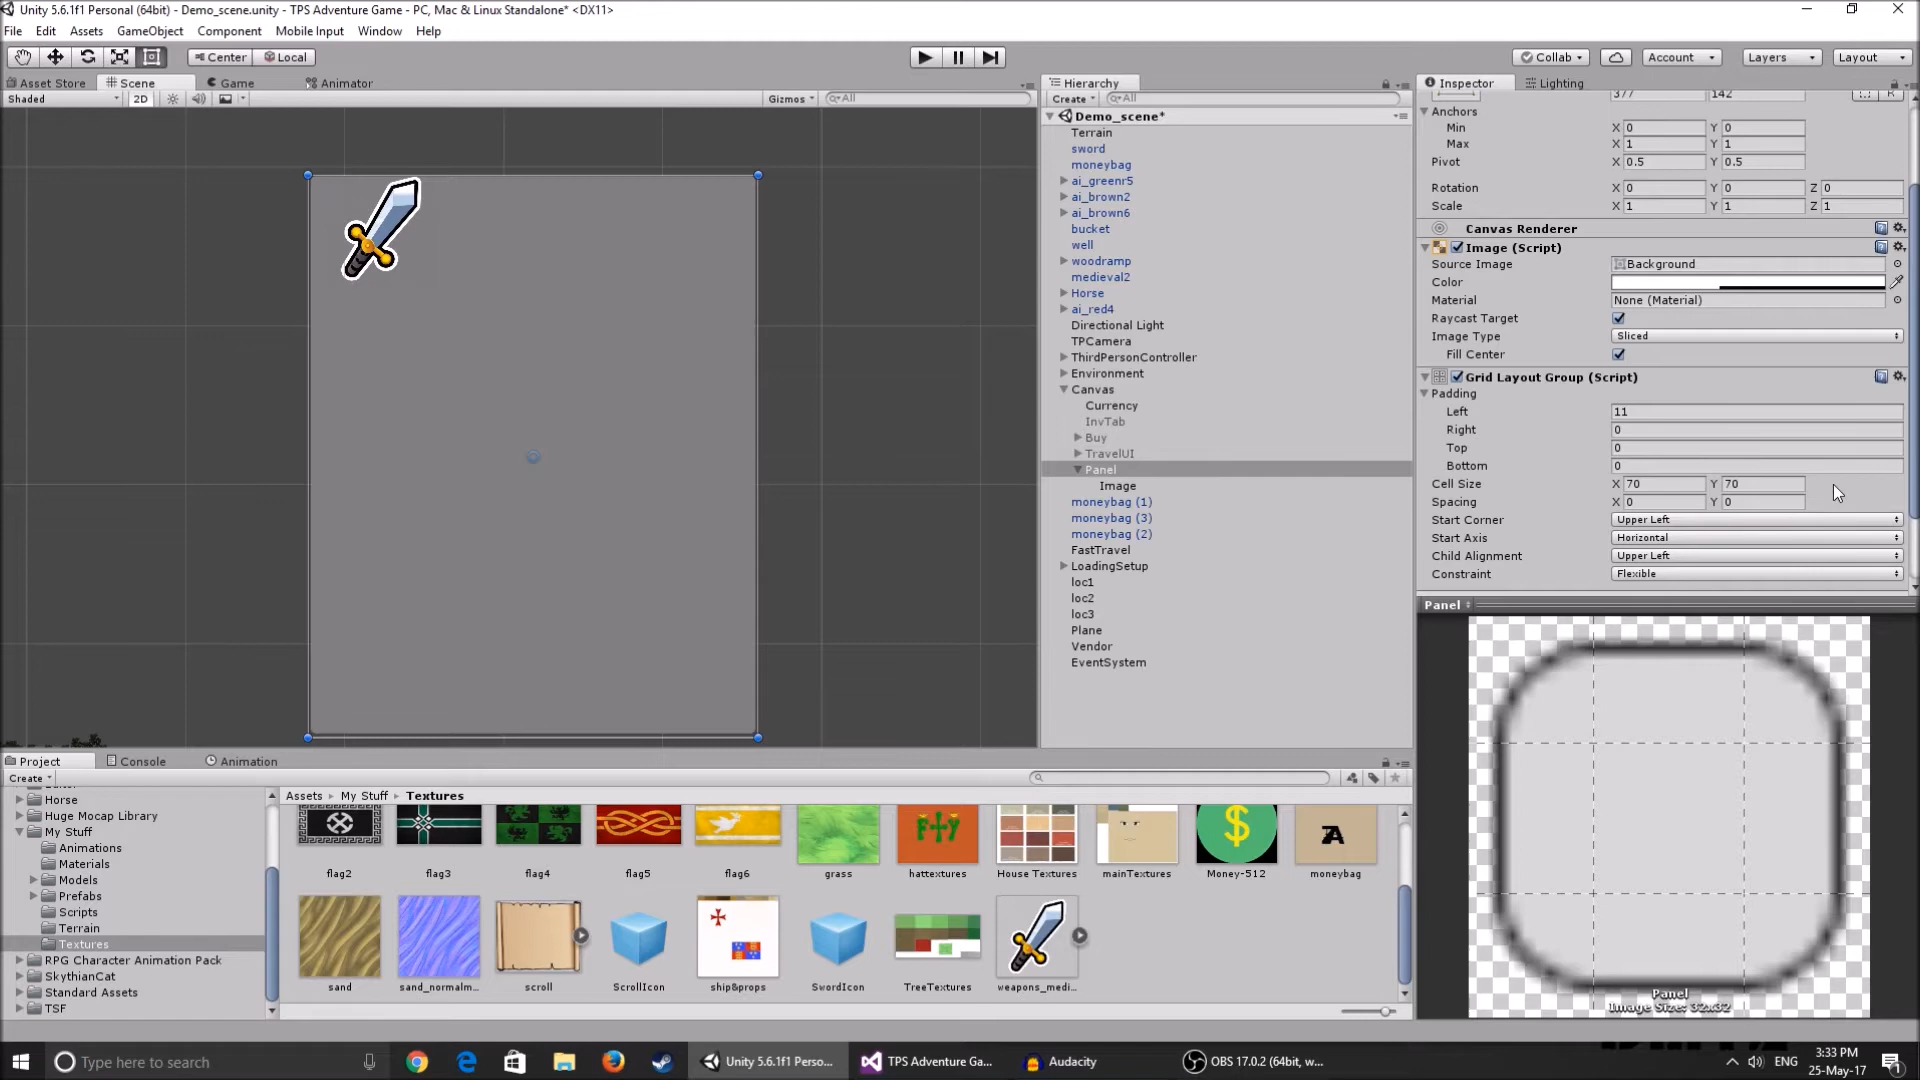 Unity 5.6.1f1 Personal (64bit) - Demo_scene.unity - TPS Adventure Game - PC, Mac & Linux Standalone* <DX11>
File Edit Assets GameObject Component Mobile Input Window Help
Center Local Collab Account Layers Layout
Asset Store Scene Game Animator
Shaded 2D Gizmos All
Hierarchy
Create All
Demo_scene*
Terrain
sword
moneybag
ai_greenr5
ai_brown2
ai_brown6
bucket
well
woodramp
medieval2
Horse
ai_red4
Directional Light
TPCamera
ThirdPersonController
Environment
Canvas
Currency
InvTab
Buy
TravelUI
Panel
Image
moneybag (1)
moneybag (3)
moneybag (2)
FastTravel
LoadingSetup
loc1
loc2
loc3
Plane
Vendor
EventSystem
Inspector Lighting
377 142 R
Anchors
Min X 0 Y 0
Max X 1 Y 1
Pivot X 0.5 Y 0.5
Rotation X 0 Y 0 Z 0
Scale X 1 Y 1 Z 1
Canvas Renderer
Image (Script)
Source Image Background
Color
Material None (Material)
Raycast Target
Image Type Sliced
Fill Center
Grid Layout Group (Script)
Padding
Left 11
Right 0
Top 0
Bottom 0
Cell Size X 70 Y 70
Spacing X 0 Y 0
Start Corner Upper Left
Start Axis Horizontal
Child Alignment Upper Left
Constraint Flexible
Panel
Panel
Image Size: 32x32
Project Console Animation
Create
Horse
Huge Mocap Library
My Stuff
Animations
Materials
Models
Prefabs
Scripts
Terrain
Textures
RPG Character Animation Pack
SkythianCat
Standard Assets
TSF
Assets My Stuff Textures
flag2 flag3 flag4 flag5 flag6 grass hattextures House Textures mainTextures Money-512 moneybag
sand sand_normalm... scroll ScrollIcon ship&props SwordIcon TreeTextures weapons_medi...
Type here to search
Unity 5.6.1f1 Perso... TPS Adventure Ga... Audacity OBS 17.0.2 (64bit, w...
ENG
3:33 PM
25-May-17